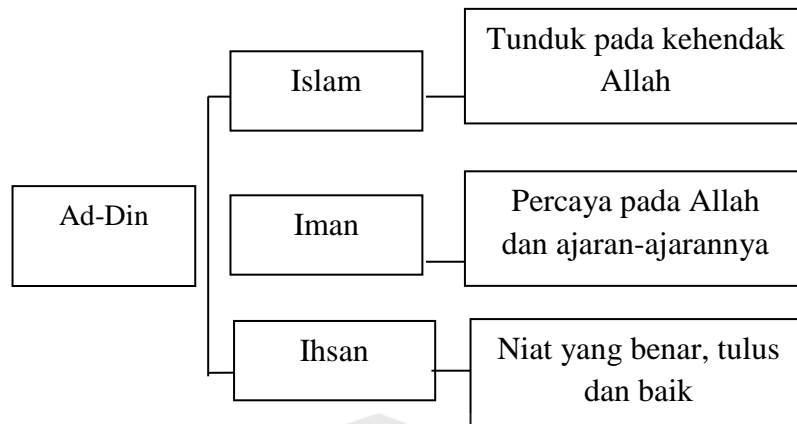 Ad-Din
Islam
Tunduk pada kehendak
Allah
Iman
Percaya pada Allah
dan ajaran-ajarannya
Ihsan
Niat yang benar, tulus
dan baik